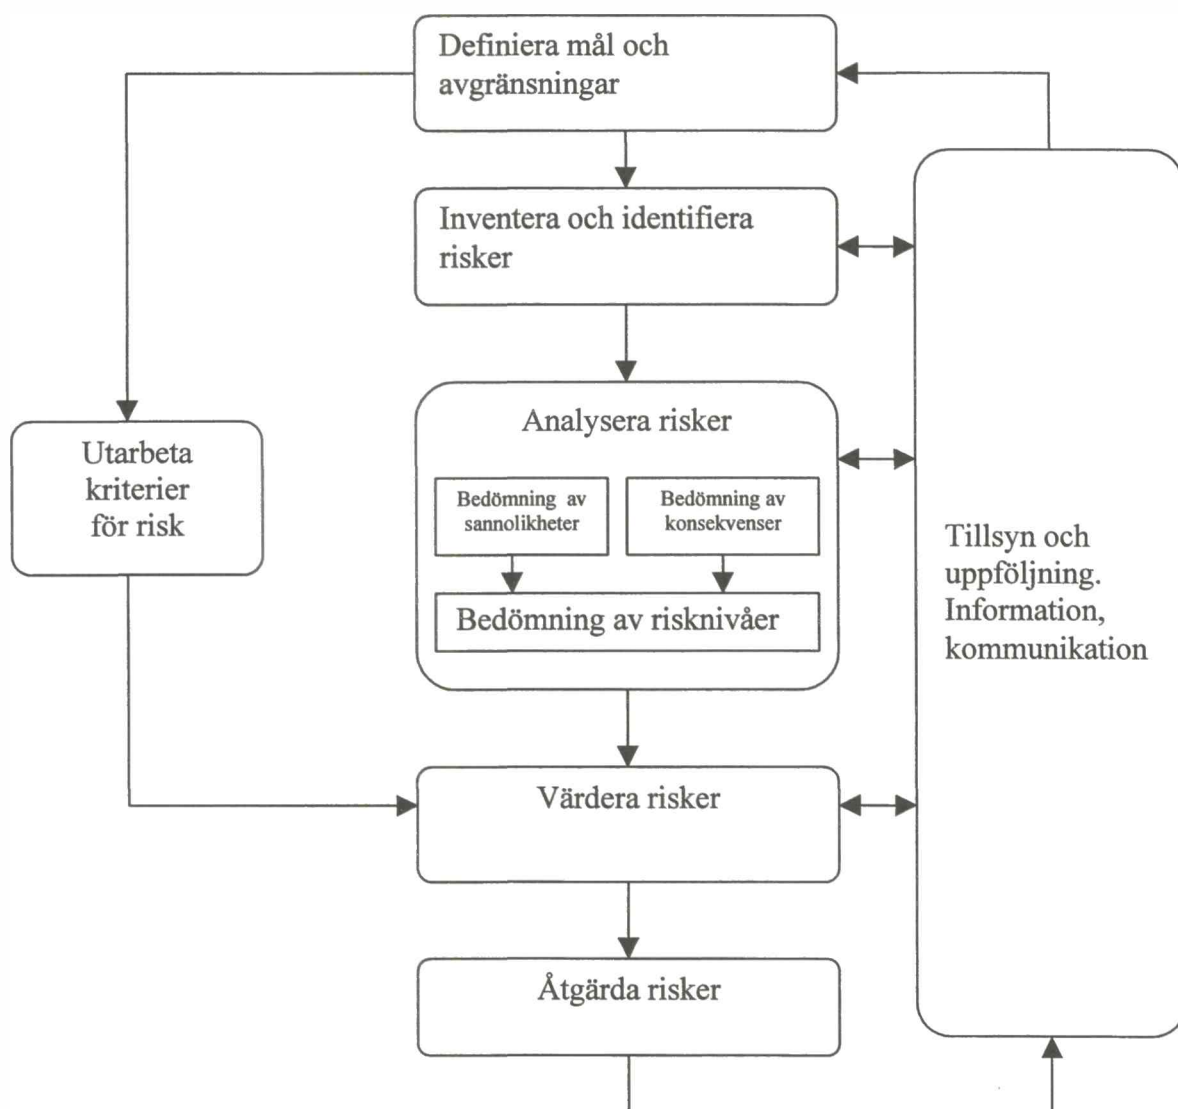 Definiera mål och
avgränsningar
Inventera och identifiera
risker
Analysera risker
Bedömning av
sannolikheter
Bedömning av
konsekvenser
Bedömning av risknivåer
Utarbeta
kriterier
för risk
Tillsyn och
uppföljning.
Information,
kommunikation
Värdera risker
Åtgärda risker